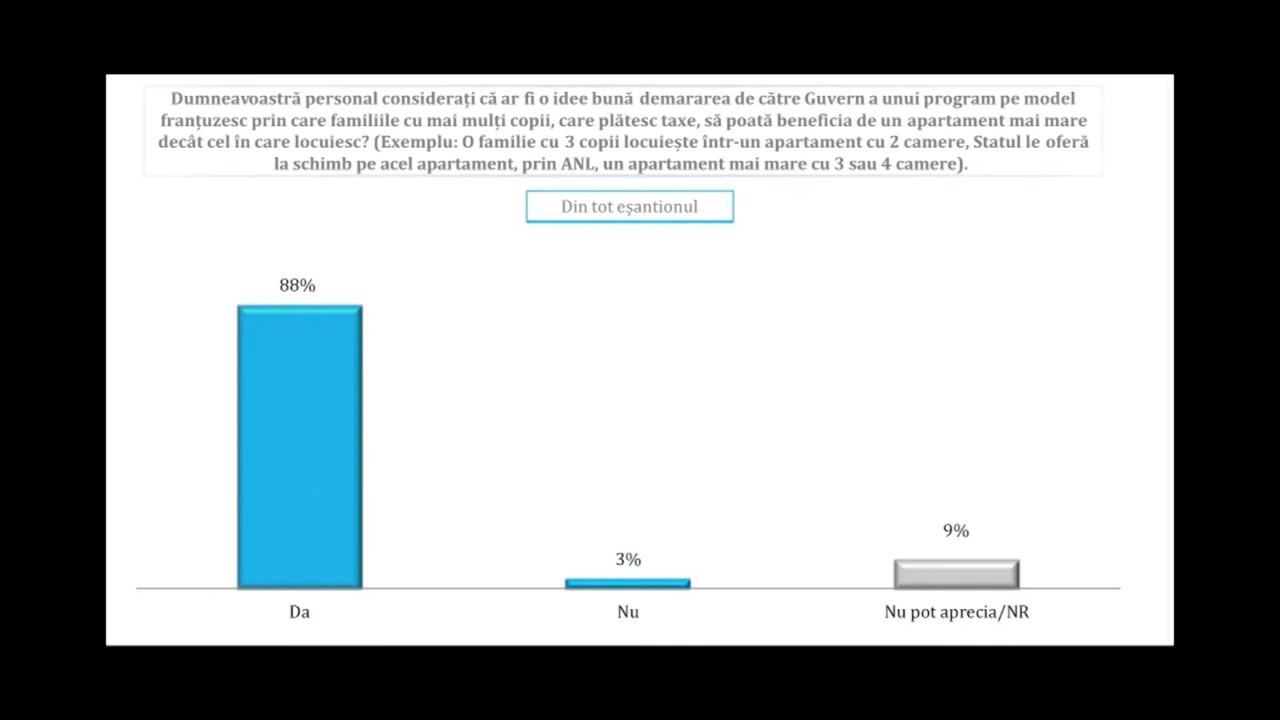 Dumneavoastră personal considerați că ar fi o idee bună demararea de către Guvern a unui program pe model
franțuzesc prin care familiile cu mai mulți copii, care plătesc taxe, să poată beneficia de un apartament mai mare
decât cel în care locuiesc? (Exemplu: O familie cu 3 copii locuiește într-un apartament cu 2 camere, Statul le oferă
la schimb pe acel apartament, prin ANL, un apartament mai mare cu 3 sau 4 camere).
Din tot eșantionul
88%
3%
9%
Da
Nu
Nu pot aprecia/NR